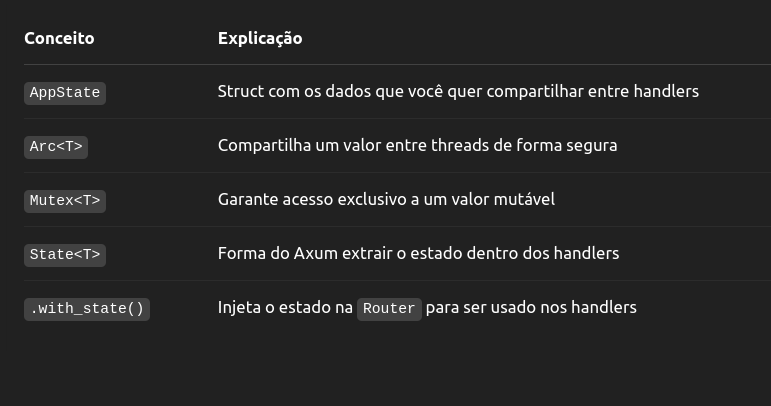 Conceito Explicação
AppState Struct com os dados que você quer compartilhar entre handlers
Arc<T> Compartilha um valor entre threads de forma segura
Mutex<T> Garante acesso exclusivo a um valor mutável
State<T> Forma do Axum extrair o estado dentro dos handlers
.with_state() Injeta o estado na Router para ser usado nos handlers